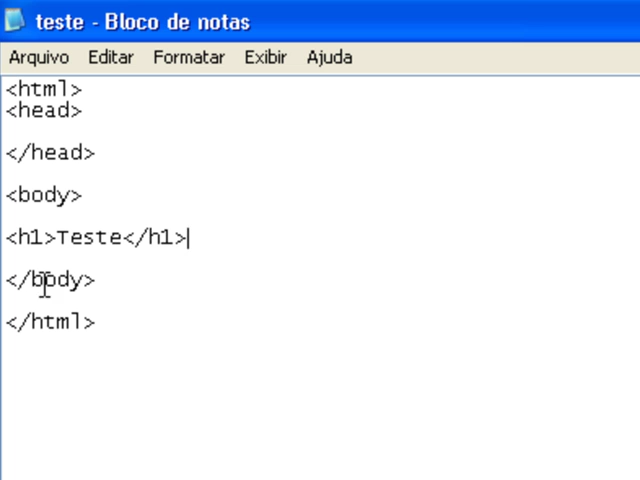 teste - Bloco de notas
Arquivo Editar Formatar Exibir Ajuda
<html>
<head>
</head>
<body>
<h1>Teste</h1>
</body>
</html>